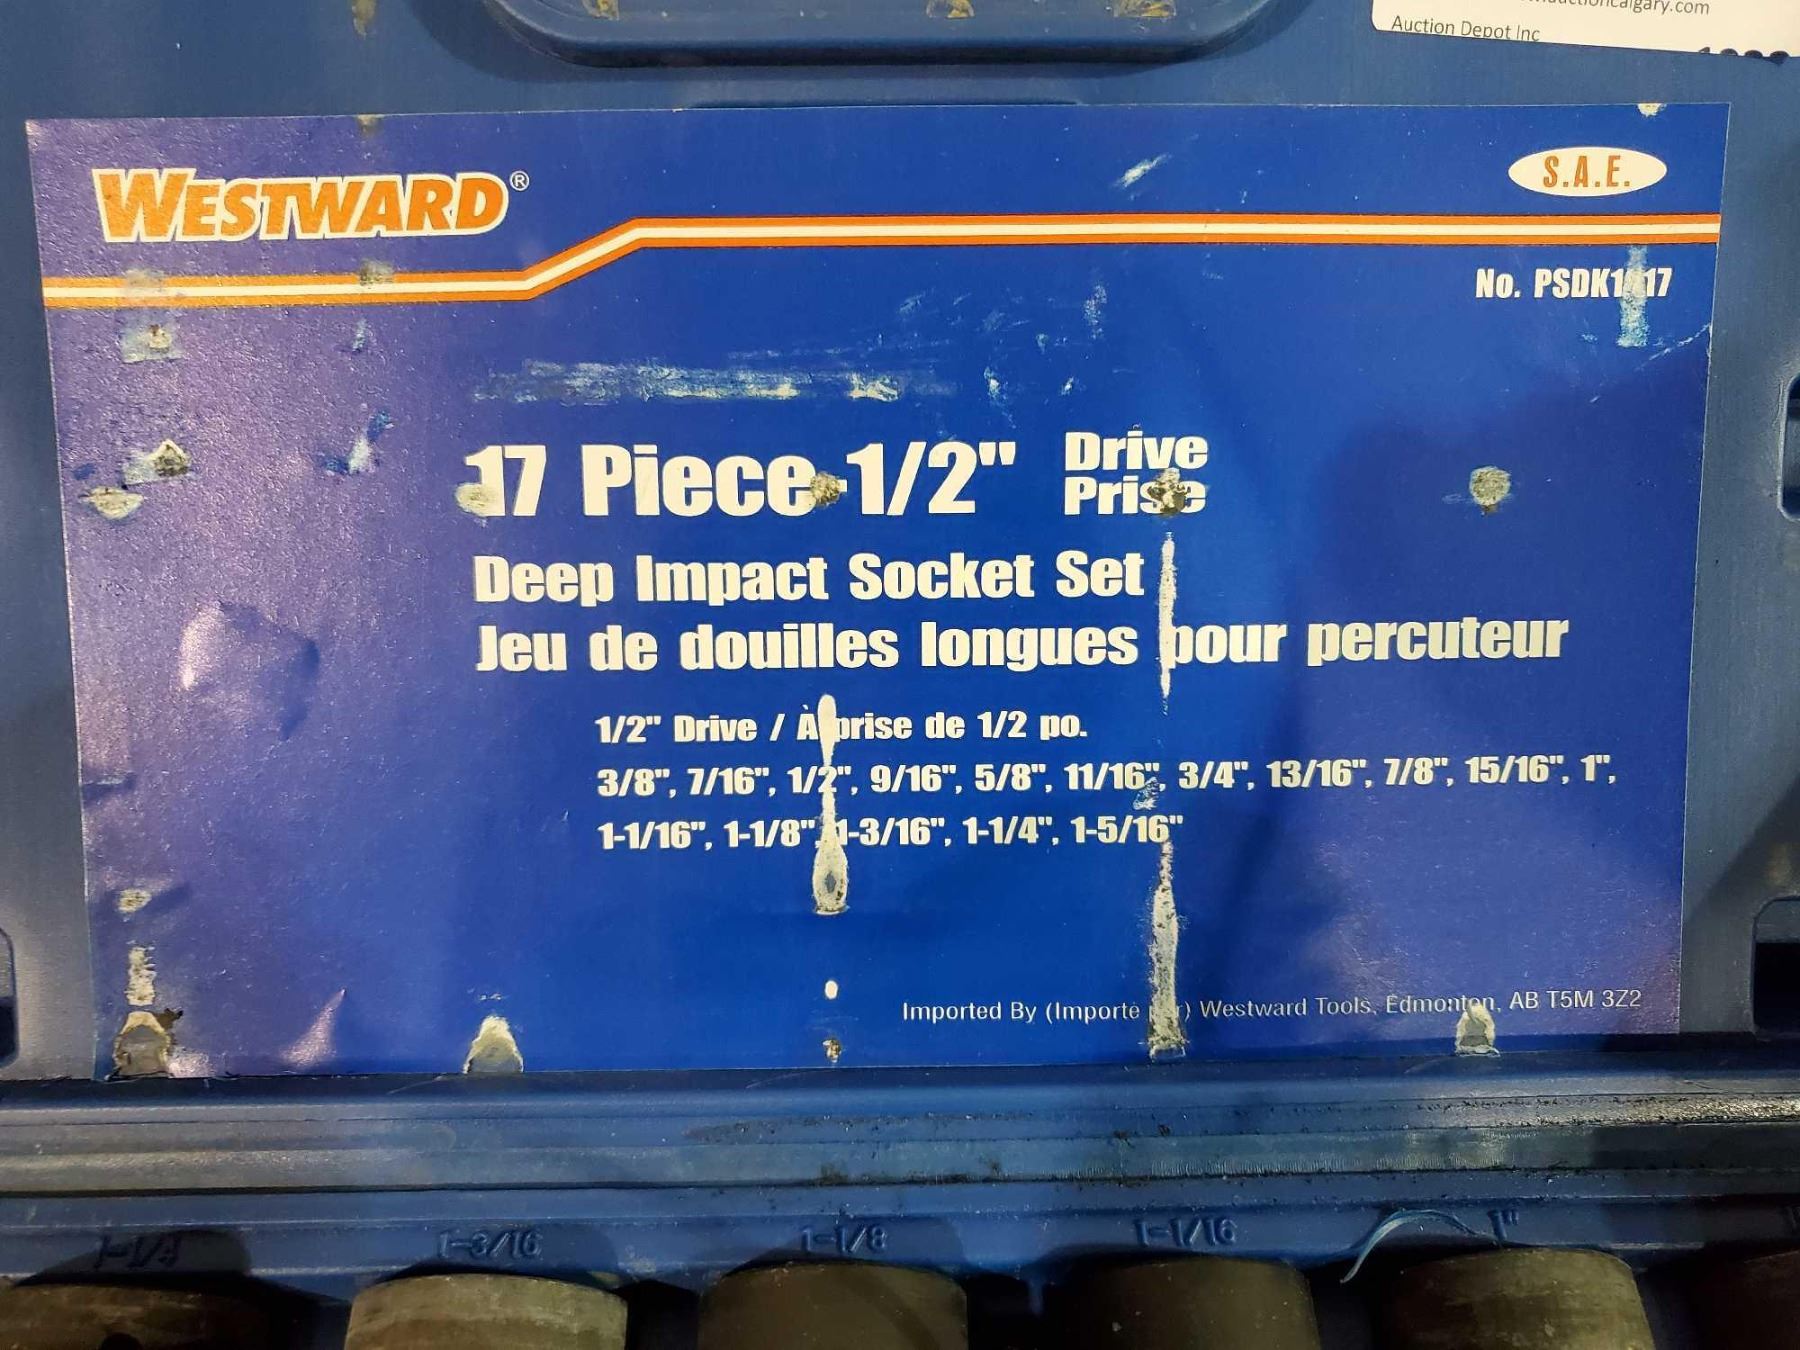 Auction Depot Inc
WESTWARD®
S.A.E.
No.
17 Piece 1/2" Drive
Prise
Deep Impact Socket Set
Jeu de douilles longues pour percuteur
1/2" Drive / À prise de 1/2 po.
3/8", 7/16", 1/2", 9/16", 5/8", 11/16", 3/4", 13/16", 7/8", 15/16", 1",
1-1/16", 1-1/8", 1-3/16", 1-1/4", 1-5/16"
Imported By (Importé Westward Tools, Edmonton, AB T5M 3Z2
1-1/4 1-3/16 1-1/8 1-1/16 1"